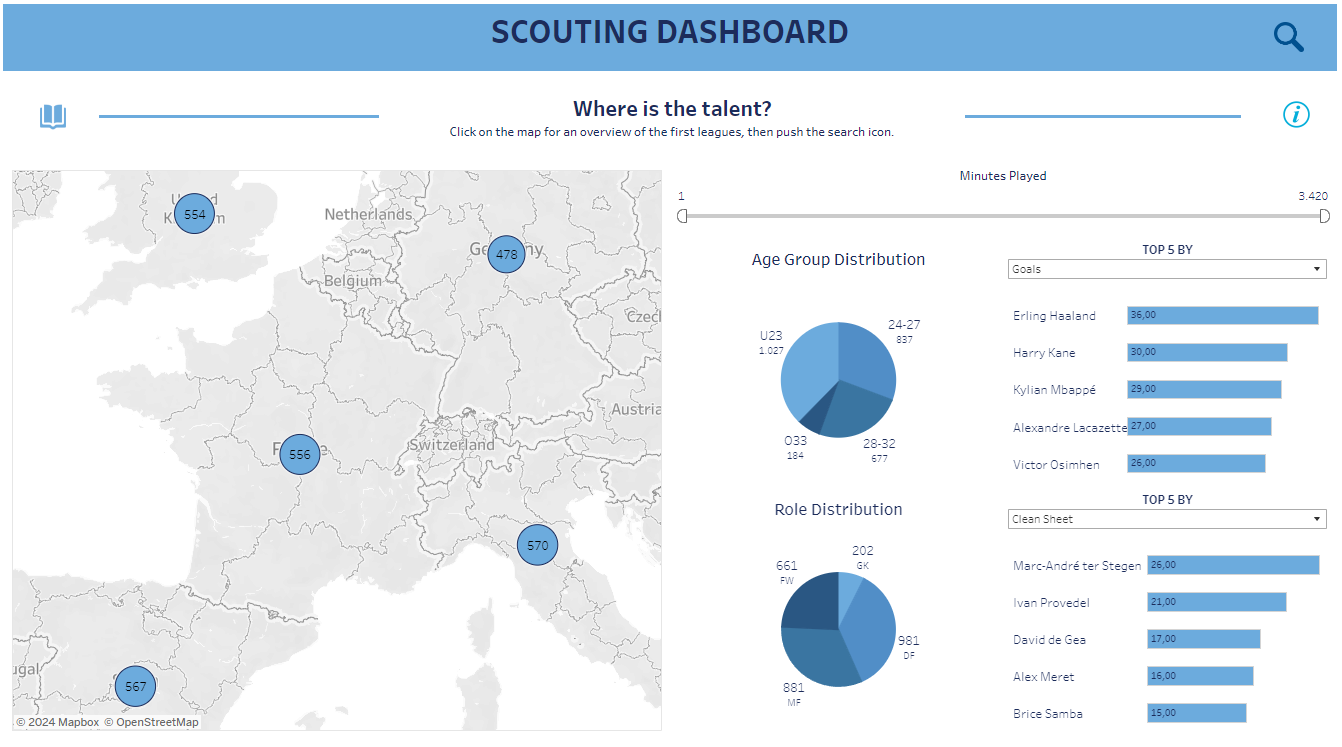 SCOUTING DASHBOARD
Where is the talent?
Click on the map for an overview of the first leagues, then push the search icon.
i
554
Netherlands
Germany
478
Belgium
Czech
Austria
Switzerland
France
556
570
ugal
567
© 2024 Mapbox © OpenStreetMap
Minutes Played
1
3.420
Age Group Distribution
U23
1.027
24-27
837
O33
184
28-32
677
Role Distribution
202
GK
661
FW
981
DF
881
MF
TOP 5 BY
Goals
Erling Haaland 36,00
Harry Kane 30,00
Kylian Mbappé 29,00
Alexandre Lacazette 27,00
Victor Osimhen 26,00
TOP 5 BY
Clean Sheet
Marc-André ter Stegen 26,00
Ivan Provedel 21,00
David de Gea 17,00
Alex Meret 16,00
Brice Samba 15,00